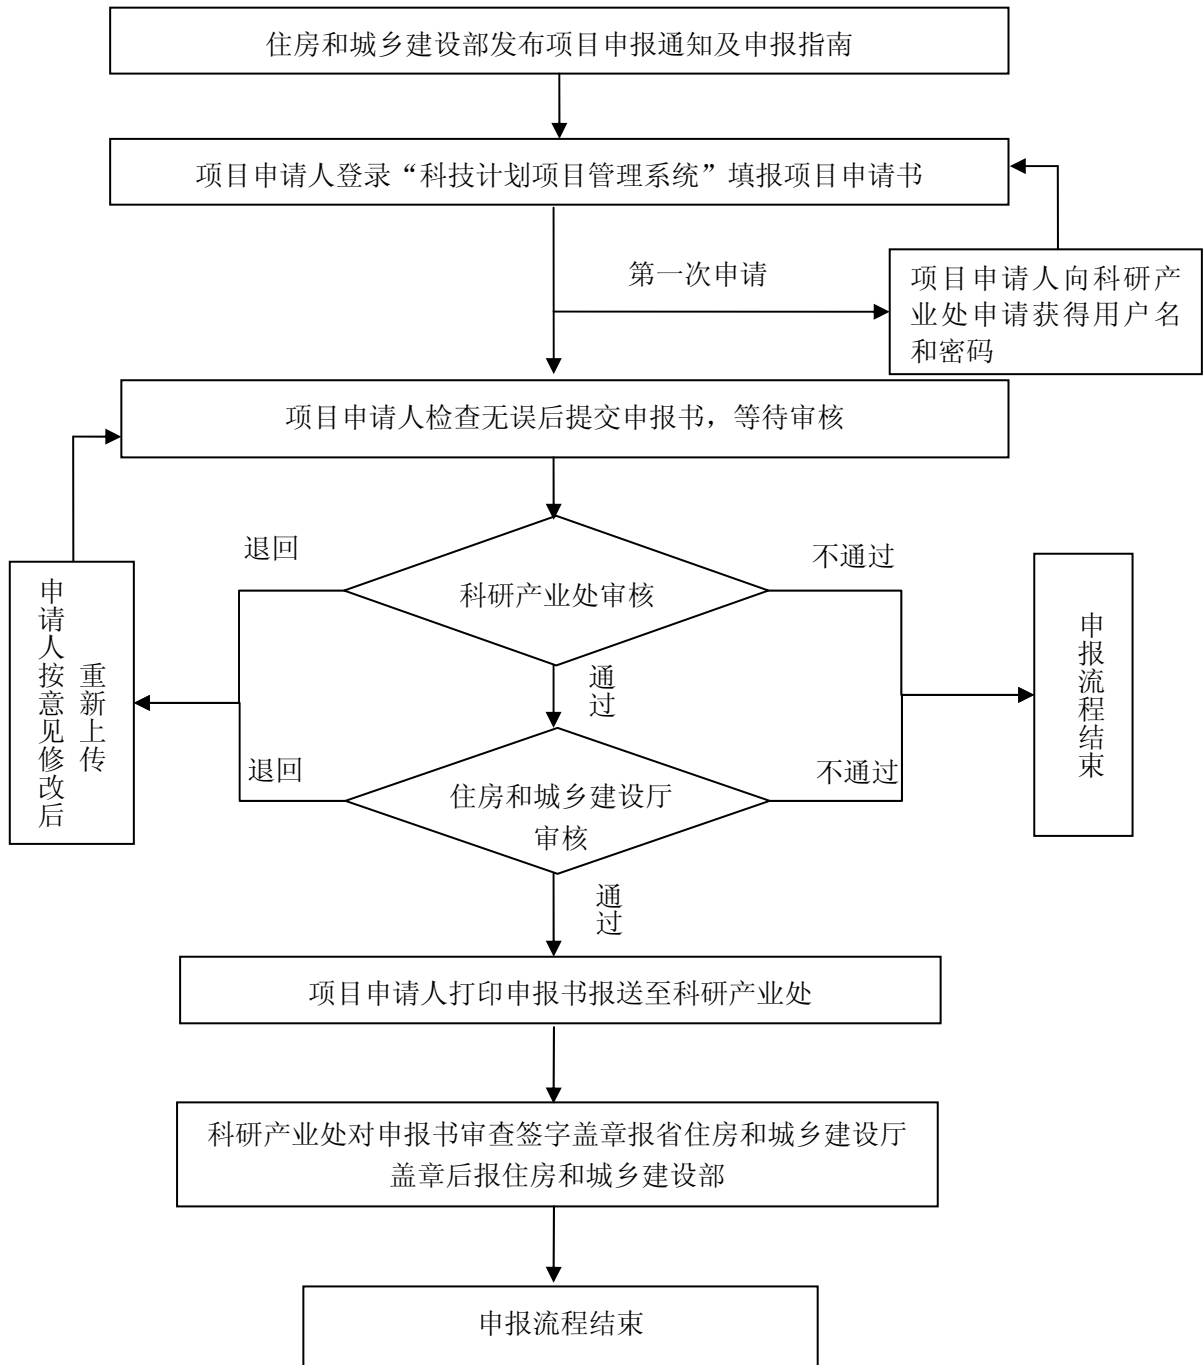 住房和城乡建设部发布项目申报通知及申报指南
项目申请人登录“科技计划项目管理系统”填报项目申请书
第一次申请
项目申请人向科研产
业处申请获得用户名
和密码
项目申请人检查无误后提交申报书，等待审核
退回
不通过
科研产业处审核
申请人按意见修改后
重新上传
通过
申报流程结束
退回
不通过
住房和城乡建设厅
审核
通过
项目申请人打印申报书报送至科研产业处
科研产业处对申报书审查签字盖章报省住房和城乡建设厅
盖章后报住房和城乡建设部
申报流程结束